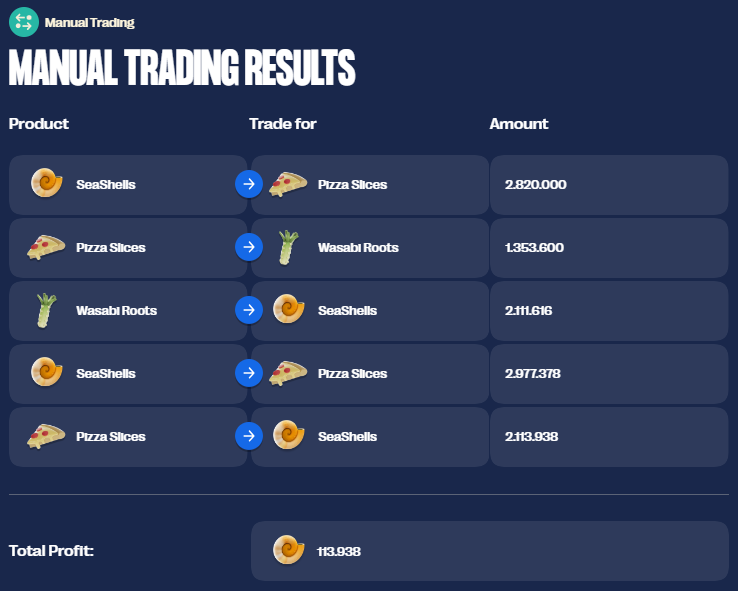 Manual Trading
MANUAL TRADING RESULTS
Product Trade for Amount
SeaShells Pizza Slices 2.820.000
Pizza Slices Wasabi Roots 1.353.600
Wasabi Roots SeaShells 2.111.616
SeaShells Pizza Slices 2.977.378
Pizza Slices SeaShells 2.113.938
Total Profit: 113.938